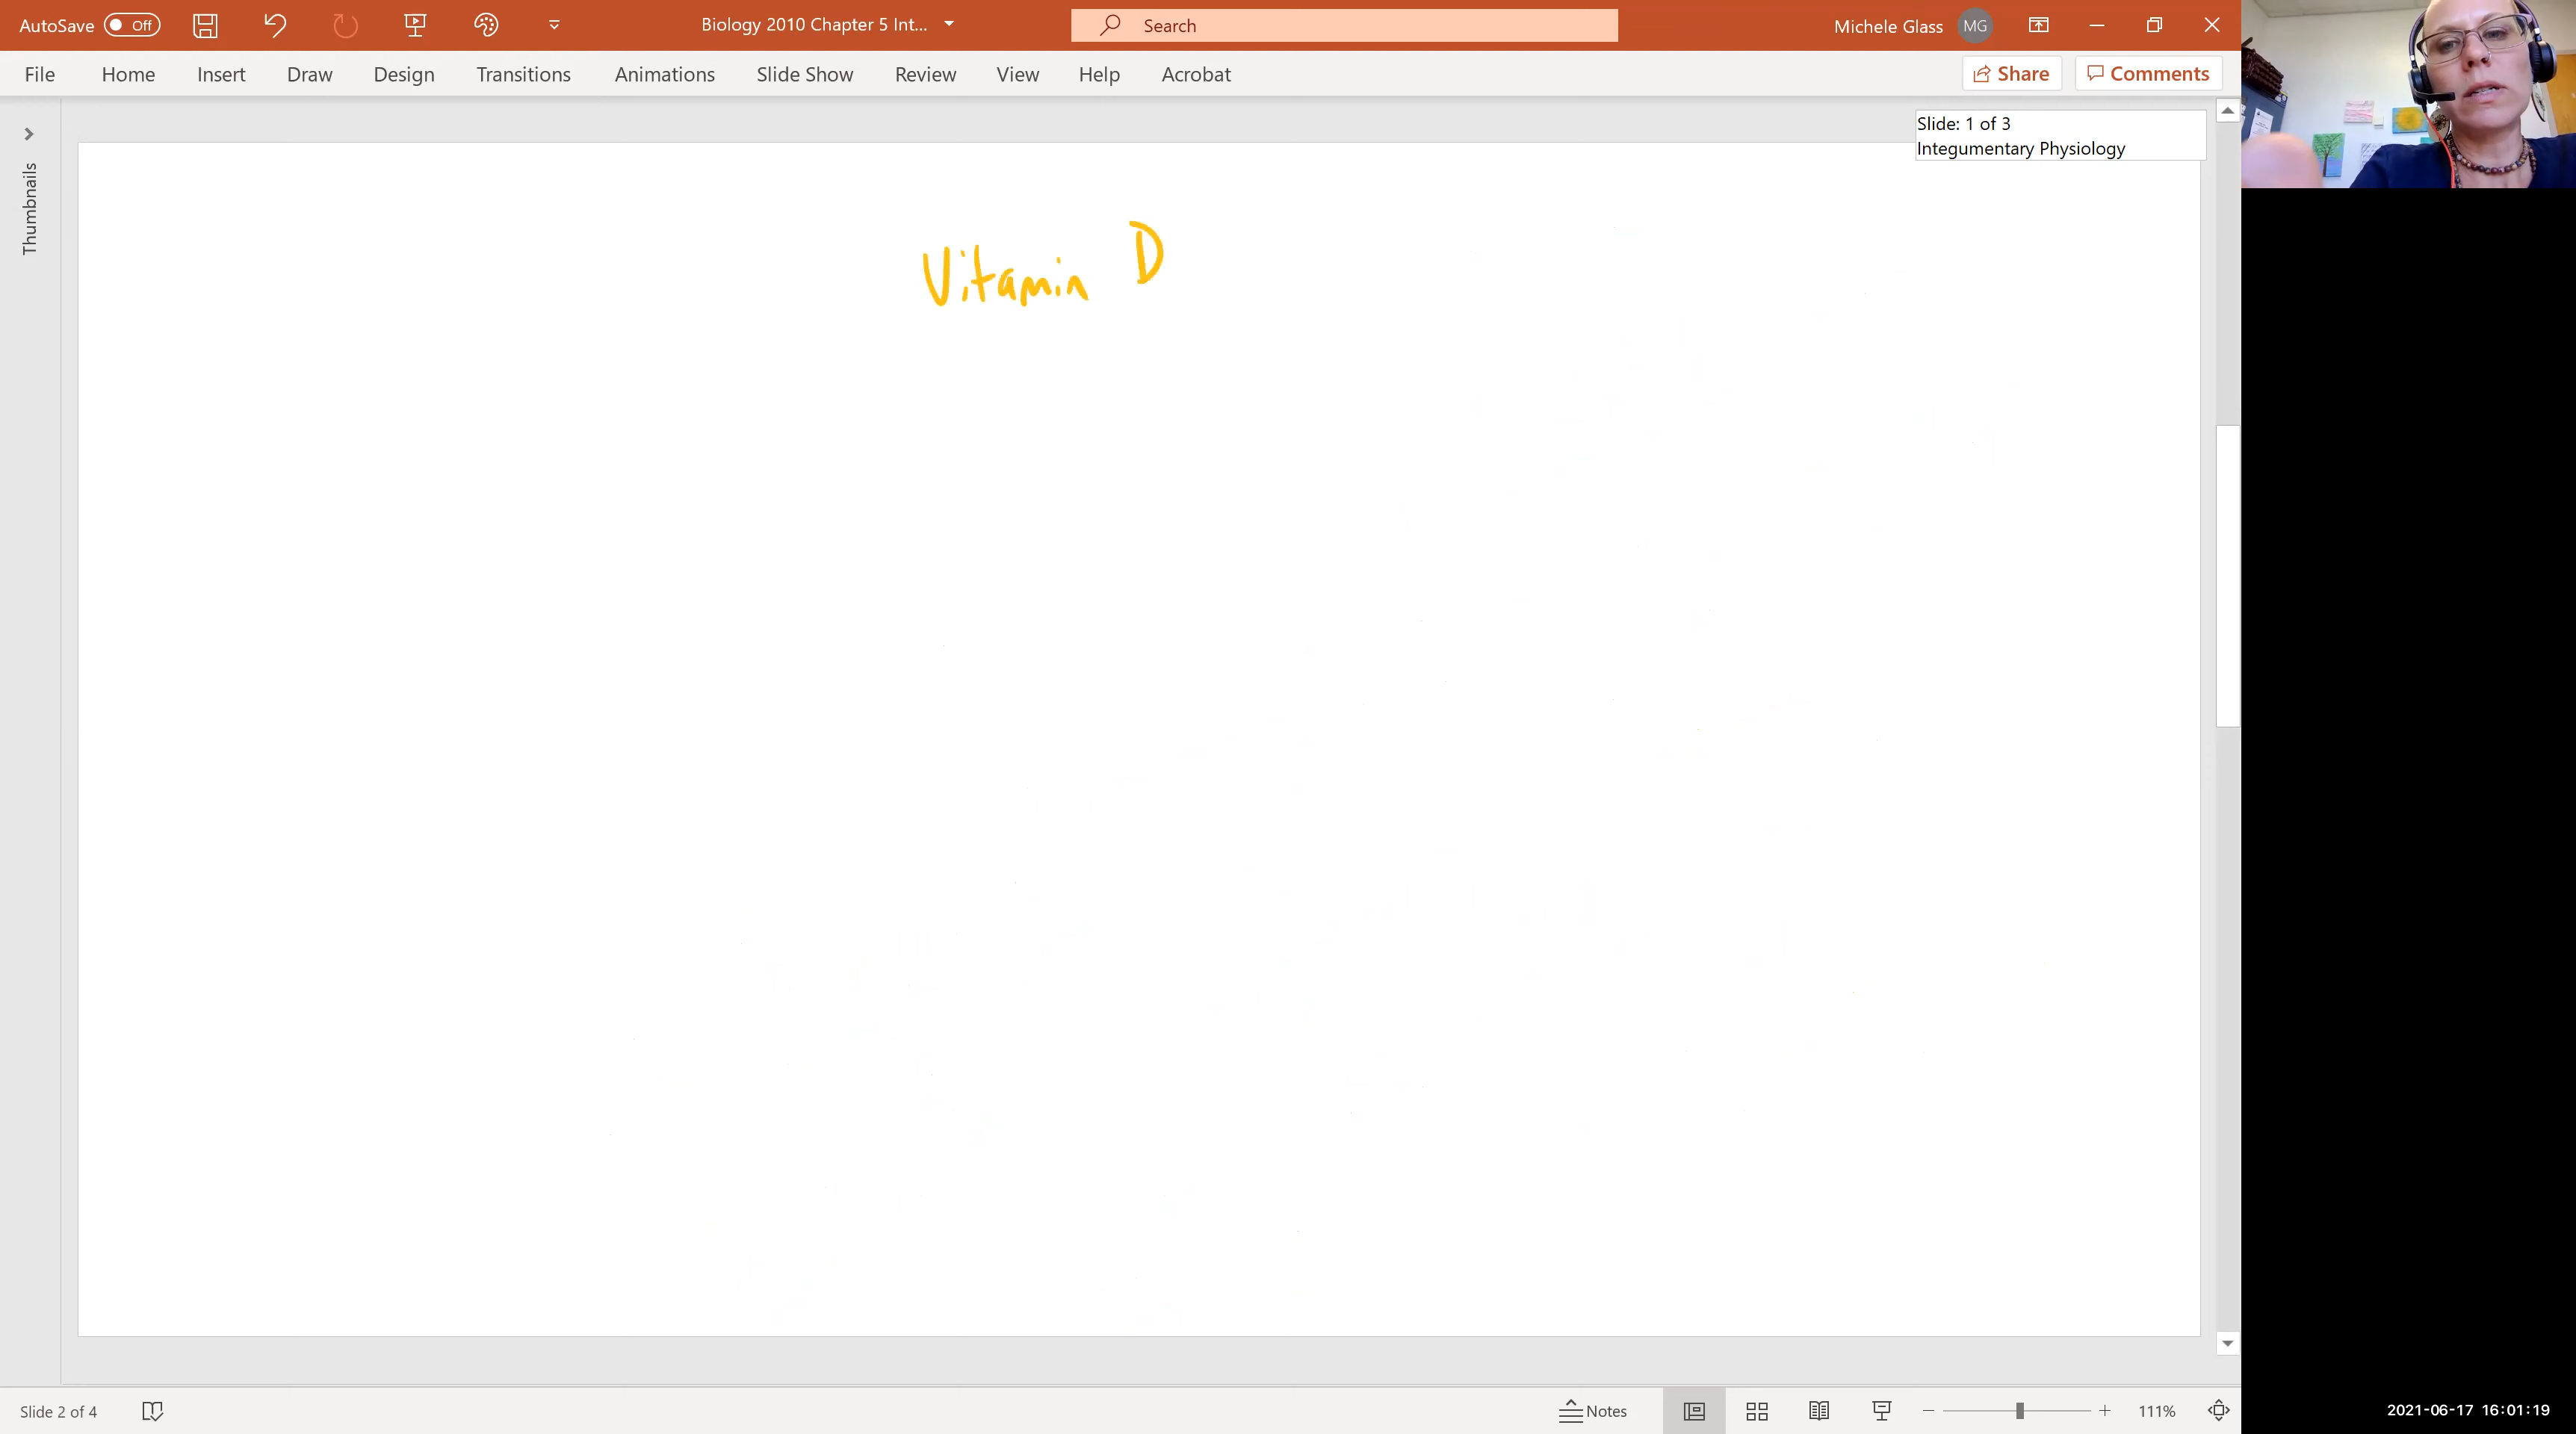 AutoSave Off Biology 2010 Chapter 5 Int... Search Michele Glass MG
File Home Insert Draw Design Transitions Animations Slide Show Review View Help Acrobat Share Comments
Slide: 1 of 3
Integumentary Physiology
Thumbnails
Vitamin D
Slide 2 of 4 Notes 111%
2021-06-17 16:01:19